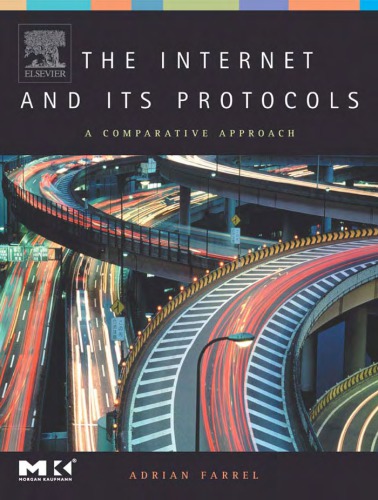 ELSEVIER
THE INTERNET
AND ITS PROTOCOLS
A COMPARATIVE APPROACH
MK
MORGAN KAUFMANN
ADRIAN FARREL